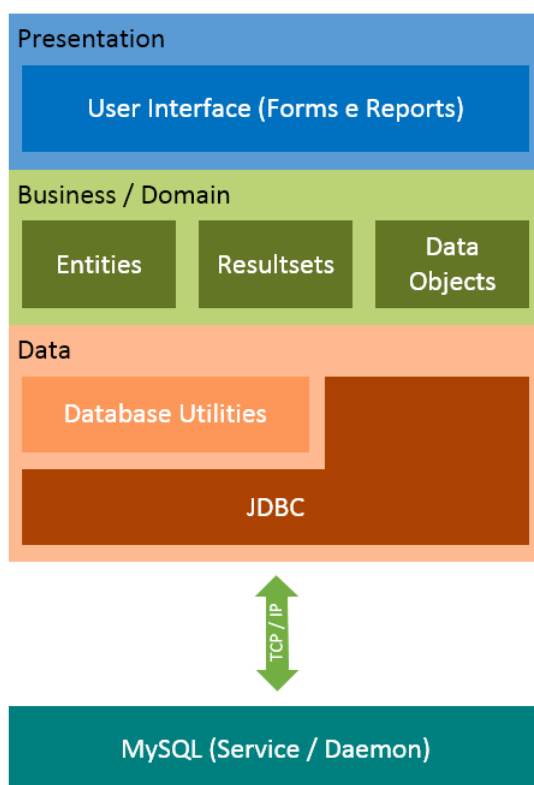 Presentation
User Interface (Forms e Reports)
Business / Domain
Entities
Resultsets
Data
Objects
Data
Database Utilities
JDBC
TCP / IP
MySQL (Service / Daemon)